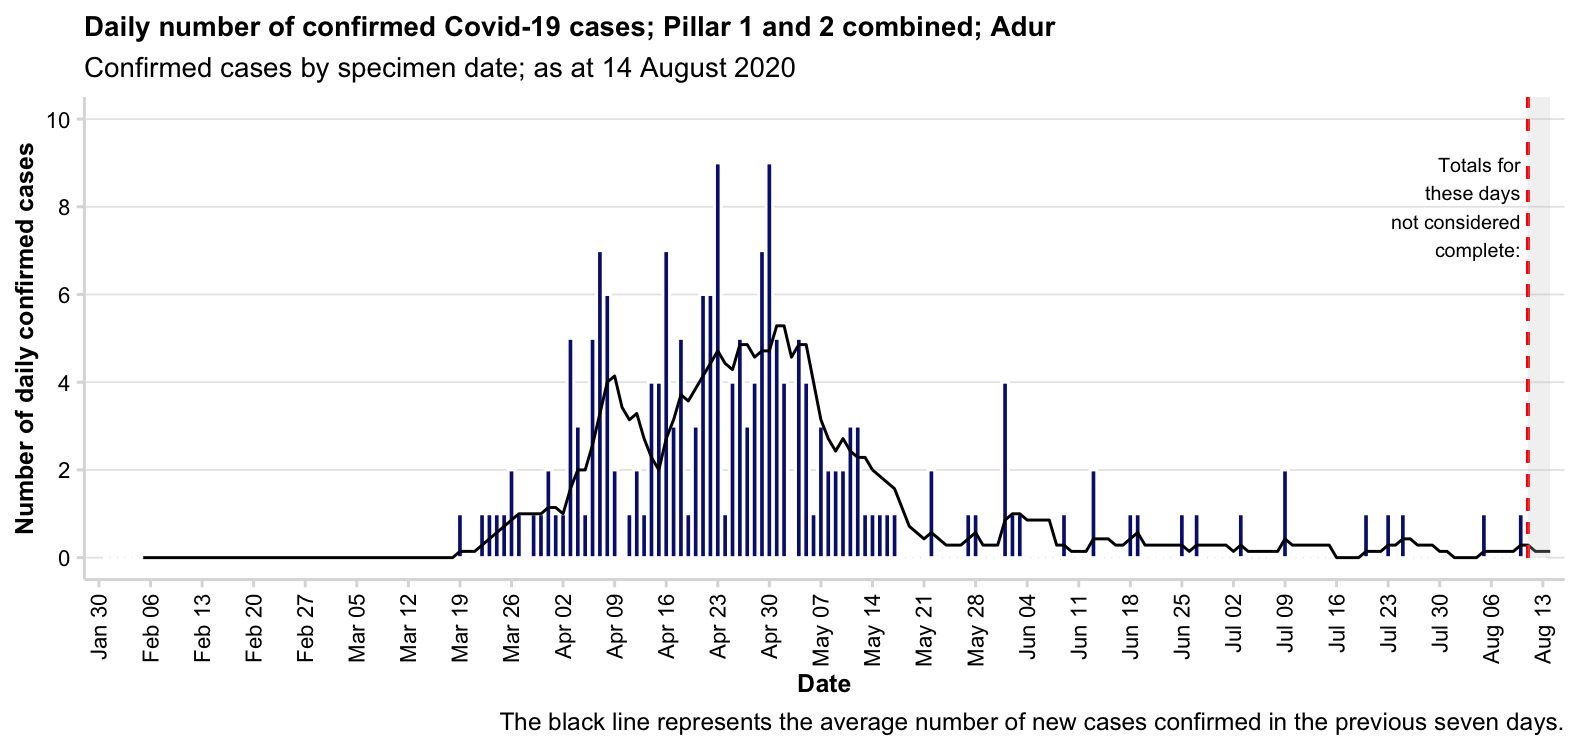 Daily number of confirmed Covid-19 cases; Pillar 1 and 2 combined; Adur
Confirmed cases by specimen date; as at 14 August 2020
Number of daily confirmed cases
10
8
6
4
2
0
Totals for
these days
not considered
complete:
Jan 30
Feb 06
Feb 13
Feb 20
Feb 27
Mar 05
Mar 12
Mar 19
Mar 26
Apr 02
Apr 09
Apr 16
Apr 23
Apr 30
May 07
May 14
May 21
May 28
Jun 04
Jun 11
Jun 18
Jun 25
Jul 02
Jul 09
Jul 16
Jul 23
Jul 30
Aug 06
Aug 13
Date
The black line represents the average number of new cases confirmed in the previous seven days.